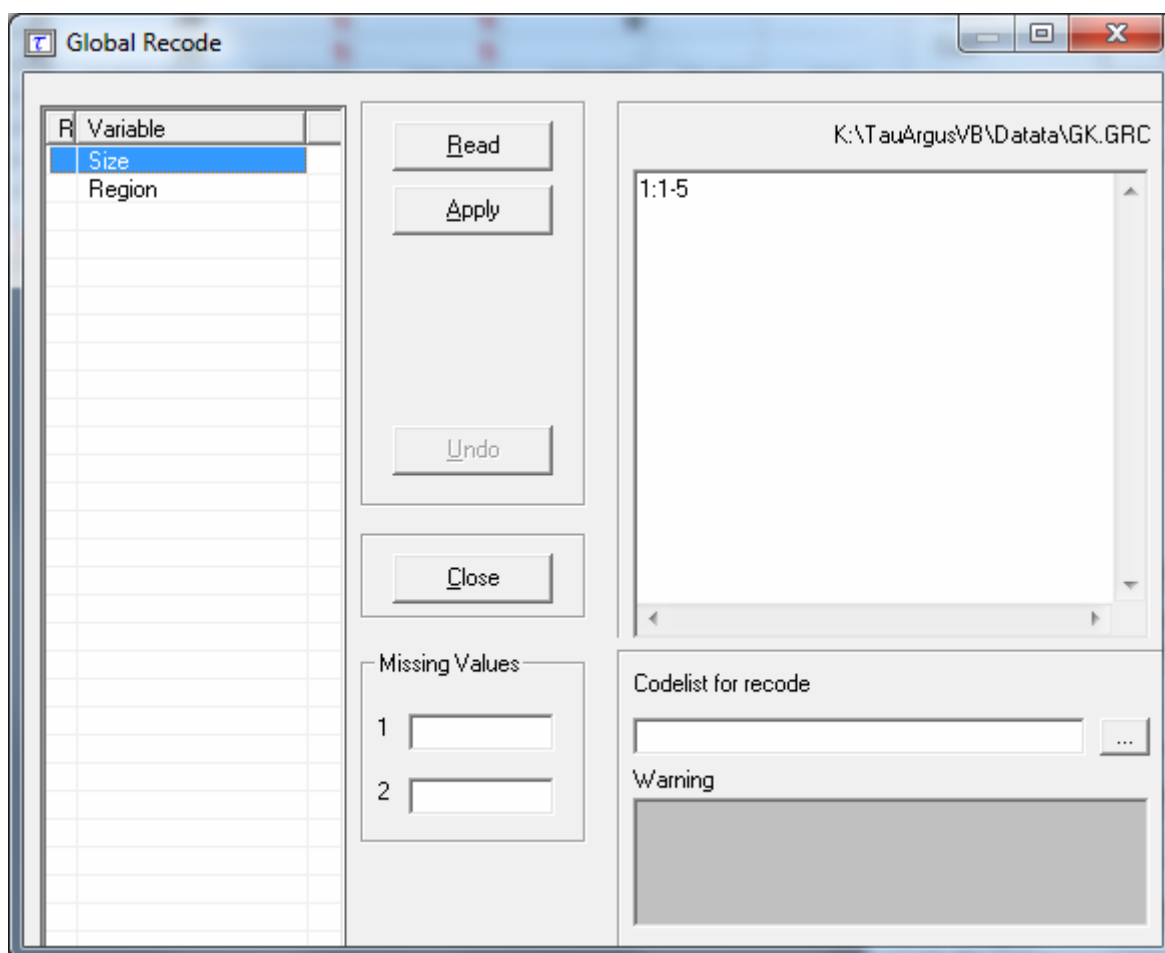 τ Global Recode
R Variable
Size
Region
Read
Apply
Undo
Close
Missing Values
1
2
K:\TauArgusVB\Datata\GK.GRC
1:1-5
Codelist for recode
...
Warning